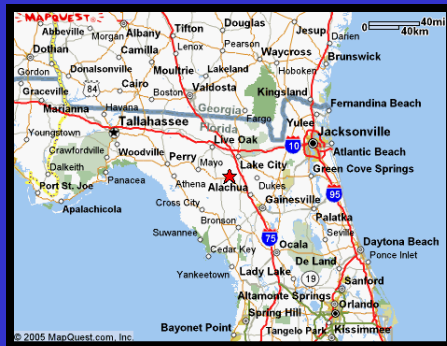 MAPQUEST
Abbeville
Morgan
Albany
Tifton
Douglas
Jesup
Darien
40mi
40km
Dothan
Camilla
Lenox
Pearson
Waycross
Brunswick
Gordon
Donalsonville
Moultrie
Lakeland
Hoboken
Graceville
84
Cairo
Boston
Valdosta
Kingsland
Marianna
Havana
Georgia
Fargo
Fernandina Beach
Youngstown
Tallahassee
Florida
Yulee
Jacksonville
Crawfordville
Woodville
Live Oak
10
Atlantic Beach
Dalkeith
Perry
Mayo
Lake City
Green Cove Springs
Port St. Joe
Panacea
Athena
Alachua
Dukes
95
Apalachicola
Cross City
Gainesville
Palatka
Bronson
Seville
Suwannee
75
Daytona Beach
Cedar Key
Ocala
Ponce Inlet
Yankeetown
Lady Lake
De Land
19
Sanford
Altamonte Springs
Orlando
Bayonet Point
Spring Hill
Tangelo Park
Kissimmee
© 2005 MapQuest.com, Inc.